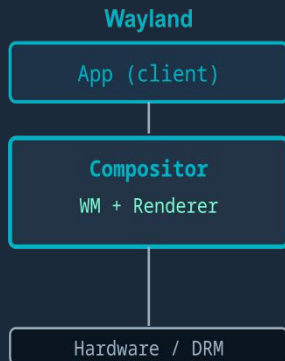 Wayland
App (client)
Compositor
WM + Renderer
Hardware / DRM